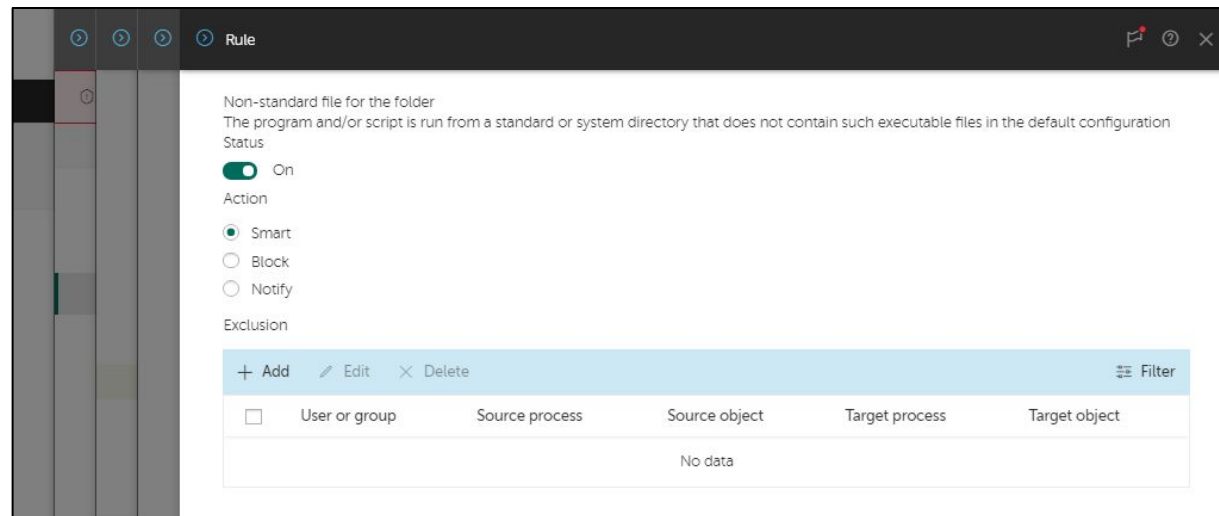 Rule
Non-standard file for the folder
The program and/or script is run from a standard or system directory that does not contain such executable files in the default configuration
Status
On
Action
Smart
Block
Notify
Exclusion
+ Add Edit Delete Filter
User or group Source process Source object Target process Target object
No data